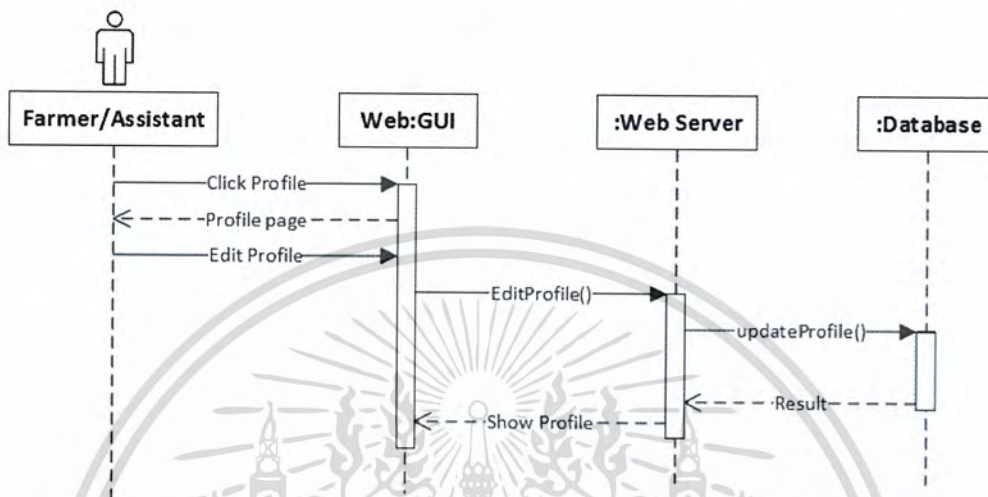 Farmer/Assistant
Web:GUI
:Web Server
:Database
Click Profile
Profile page
Edit Profile
EditProfile()
updateProfile()
Result
Show Profile